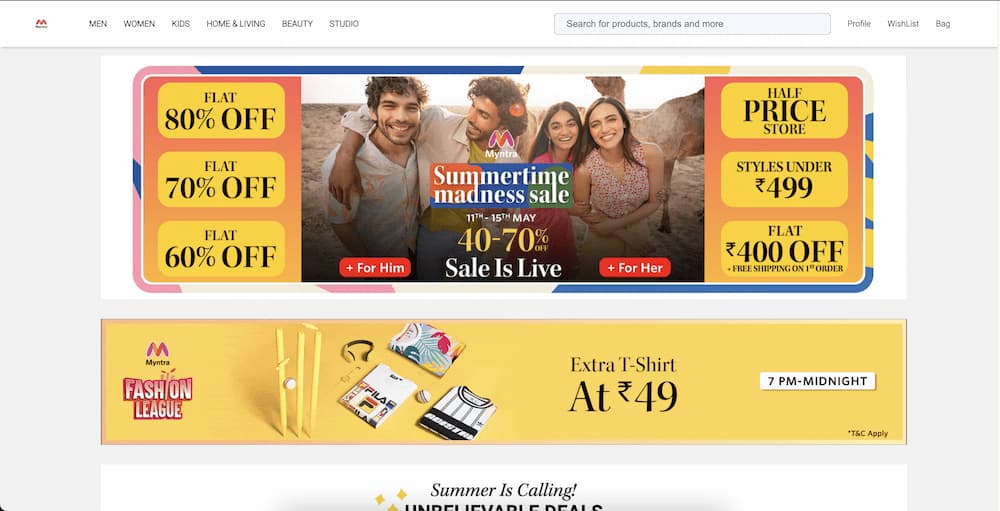 MEN WOMEN KIDS HOME & LIVING BEAUTY STUDIO Search for products, brands and more Profile WishList Bag
FLAT
80% OFF
FLAT
70% OFF
FLAT
60% OFF
Myntra
Summertime
madness sale
11TH - 15TH MAY
40-70% OFF
Sale Is Live
+ For Him
+ For Her
HALF
PRICE
STORE
STYLES UNDER
₹499
FLAT
₹400 OFF
+ FREE SHIPPING ON 1ST ORDER
Myntra
FASHION
LEAGUE
FILA
Extra T-Shirt
At ₹49
7 PM-MIDNIGHT
*T&C Apply
Summer Is Calling!
UNBELIEVABLE DEALS